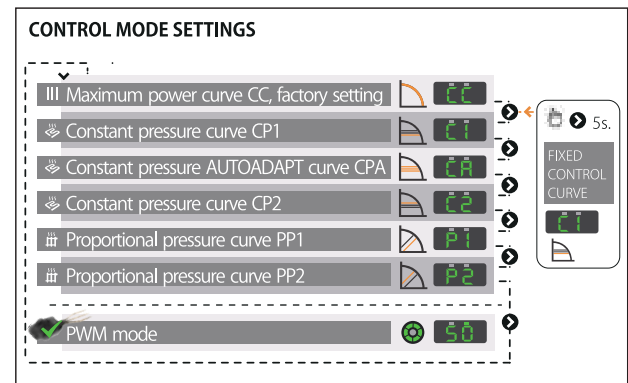 CONTROL MODE SETTINGS
Maximum power curve CC, factory setting
CC
Constant pressure curve CP1
C1
Constant pressure AUTOADAPT curve CPA
CA
Constant pressure curve CP2
C2
Proportional pressure curve PP1
P1
Proportional pressure curve PP2
P2
PWM mode
S0
5s.
FIXED
CONTROL
CURVE
C1